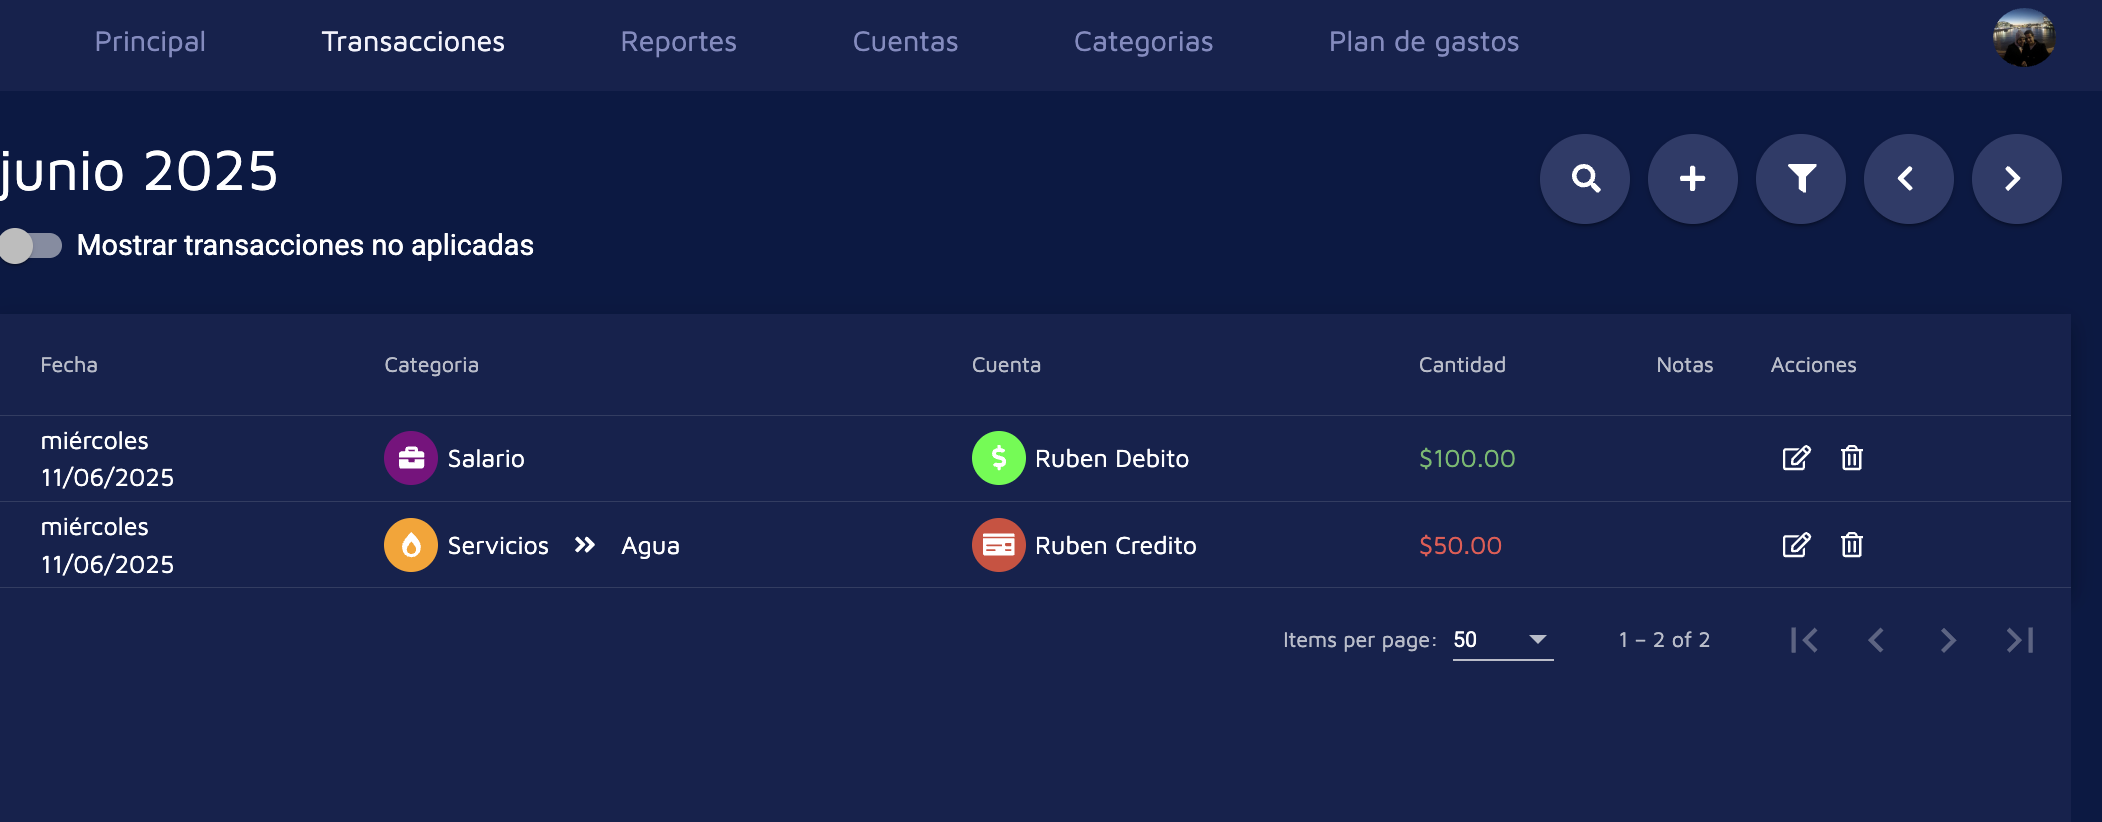 Principal Transacciones Reportes Cuentas Categorias Plan de gastos
junio 2025
Mostrar transacciones no aplicadas
Fecha Categoria Cuenta Cantidad Notas Acciones
miércoles
11/06/2025
Salario Ruben Debito $100.00
miércoles
11/06/2025
Servicios Agua Ruben Credito $50.00
Items per page: 50 1 – 2 of 2